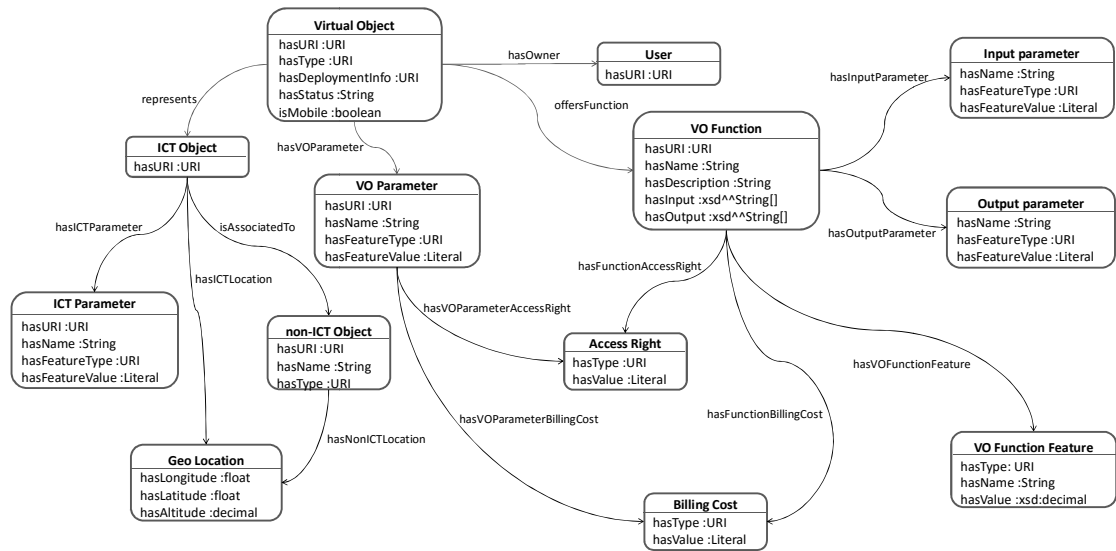 Virtual Object
hasURI :URI
hasType :URI
hasDeploymentInfo :URI
hasStatus :String
isMobile :boolean
hasOwner
User
hasURI :URI
Input parameter
hasName :String
hasFeatureType :URI
hasFeatureValue :Literal
hasInputParameter
represents
offersFunction
ICT Object
hasURI :URI
hasVOParameter
VO Function
hasURI :URI
hasName :String
hasDescription :String
hasInput :xsd^^String[]
hasOutput :xsd^^String[]
VO Parameter
hasURI :URI
hasName :String
hasFeatureType :URI
hasFeatureValue :Literal
Output parameter
hasName :String
hasFeatureType :URI
hasFeatureValue :Literal
hasOutputParameter
hasICTParameter
isAssociatedTo
hasICTLocation
hasFunctionAccessRight
hasVOParameterAccessRight
ICT Parameter
hasURI :URI
hasName :String
hasFeatureType :URI
hasFeatureValue :Literal
non-ICT Object
hasURI :URI
hasName :String
hasType :URI
Access Right
hasType :URI
hasValue :Literal
hasVOFunctionFeature
hasVOParameterBillingCost
hasFunctionBillingCost
hasNonICTLocation
Geo Location
hasLongitude :float
hasLatitude :float
hasAltitude :decimal
VO Function Feature
hasType: URI
hasName :String
hasValue :xsd:decimal
Billing Cost
hasType :URI
hasValue :Literal